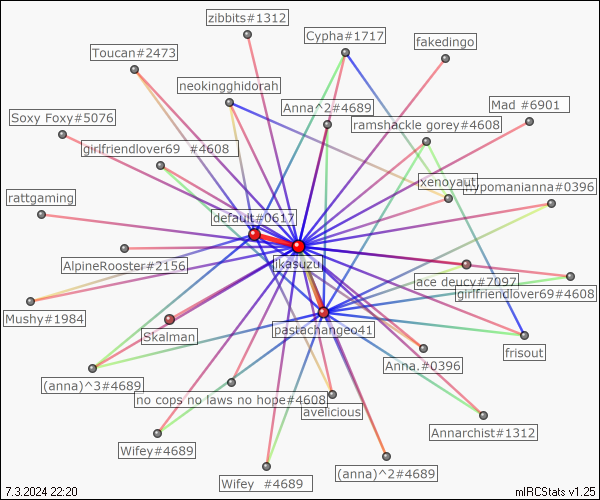 zibbits#1312
Cypha#1717
fakedingo
Toucan#2473
neokingghidorah
Anna^2#4689
Mad #6901
Soxy Foxy#5076
ramshackle gorey#4608
girlfriendlover69 #4608
xenoyaut
hypomanianna#0396
rattgaming
default#0617
jkasuzu
AlpineRooster#2156
ace deucy#7097
girlfriendlover69#4608
Mushy#1984
Skalman
pastachangeo41
frisout
Anna.#0396
(anna)^3#4689
no cops no laws no hope#4608
avelicious
Annarchist#1312
Wifey#4689
(anna)^2#4689
Wifey #4689
7.3.2024 22:20
mIRCStats v1.25